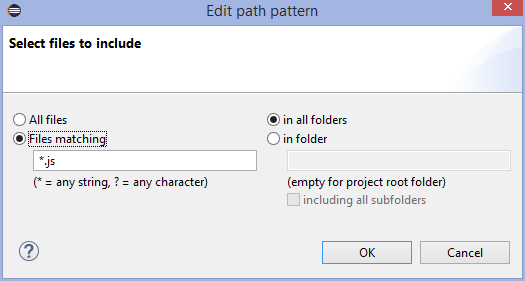 Edit path pattern
Select files to include
All files
Files matching
*.js
(* = any string, ? = any character)
in all folders
in folder
(empty for project root folder)
including all subfolders
?
OK
Cancel